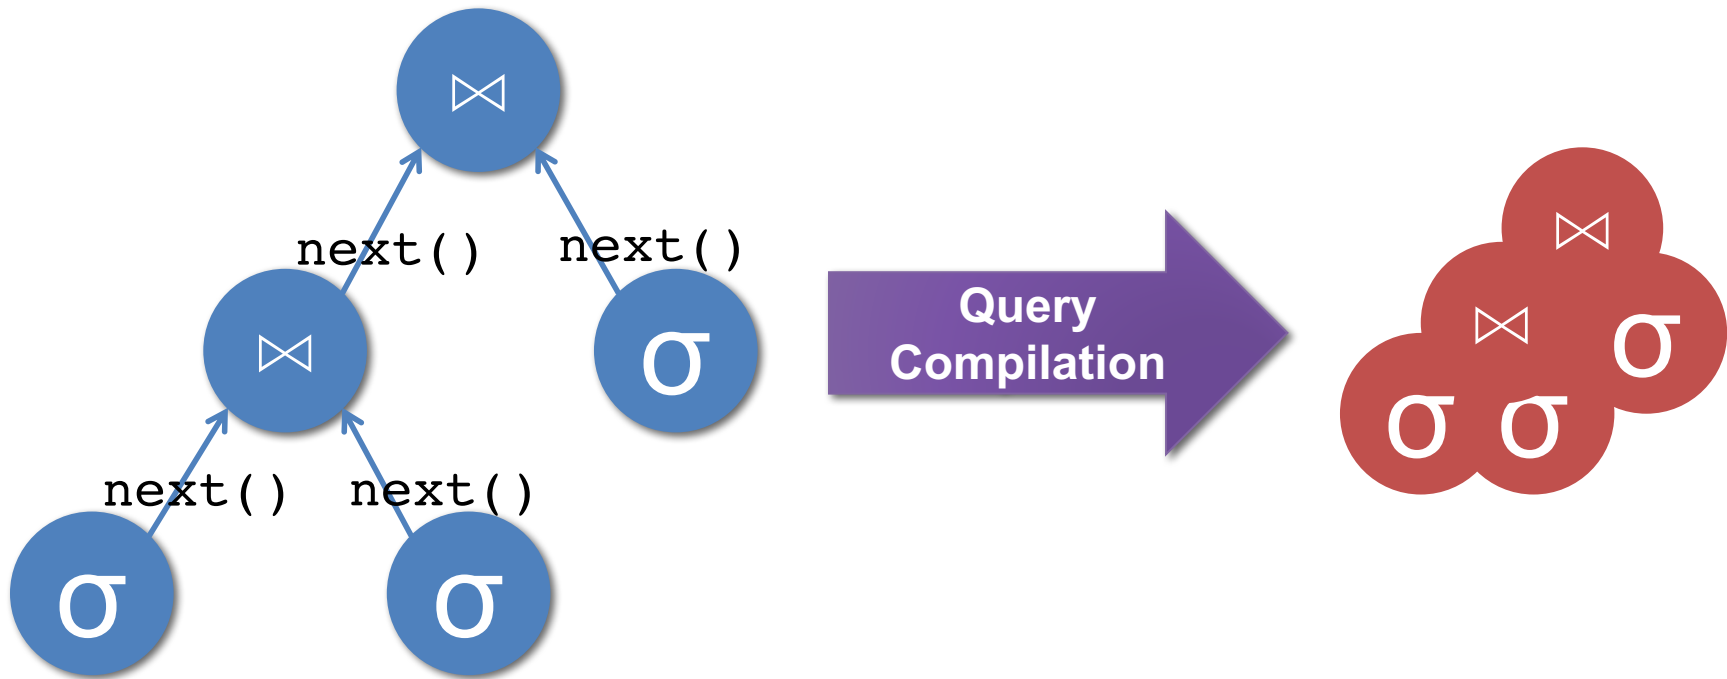 ⋈
next() next()
⋈ σ
next() next()
σ σ
Query
Compilation
⋈
⋈ σ
σ σ